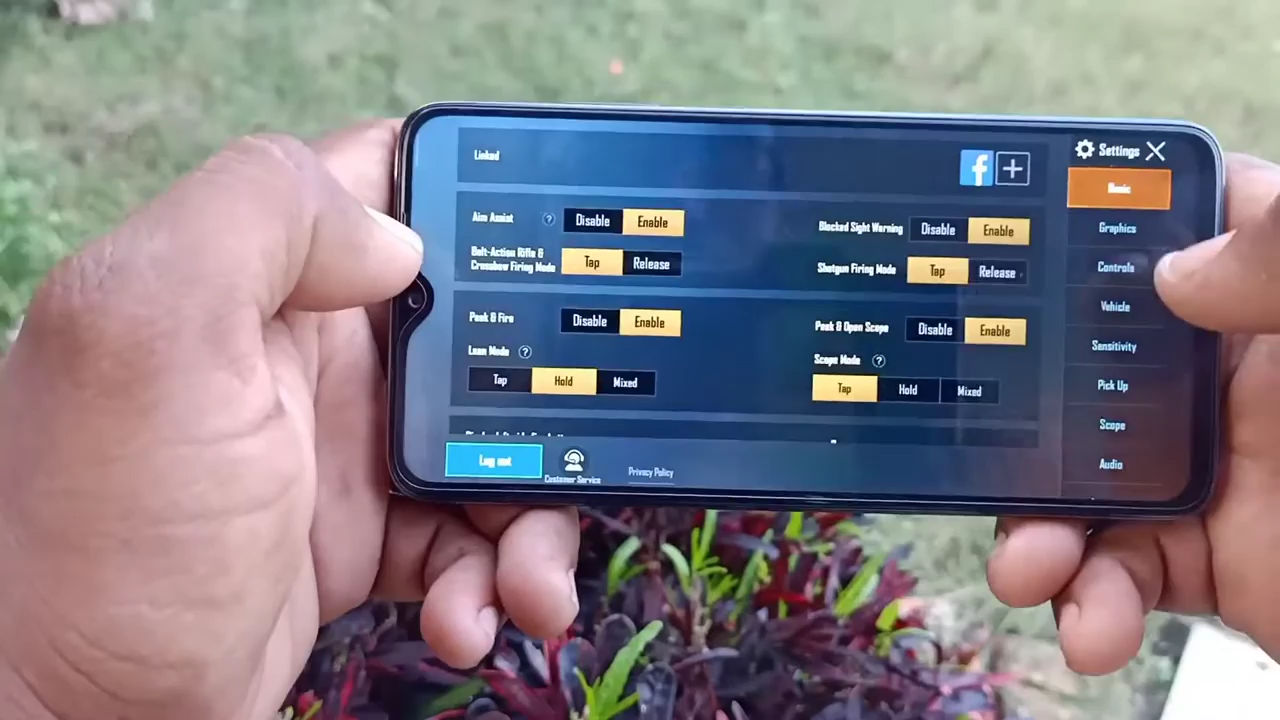 Linked
f
Settings
Basic
Aim Assist ? Disable Enable
Blocked Sight Warning Disable Enable
Graphics
Bolt-Action Rifle &
Crossbow Firing Mode Tap Release
Shotgun Firing Mode Tap Release
Controls
Vehicle
Peek & Fire Disable Enable
Peek & Open Scope Disable Enable
Sensitivity
Lean Mode ?
Scope Mode ?
Tap Hold Mixed
Tap Hold Mixed
Pick Up
Scope
Log out
Customer Service
Privacy Policy
Audio